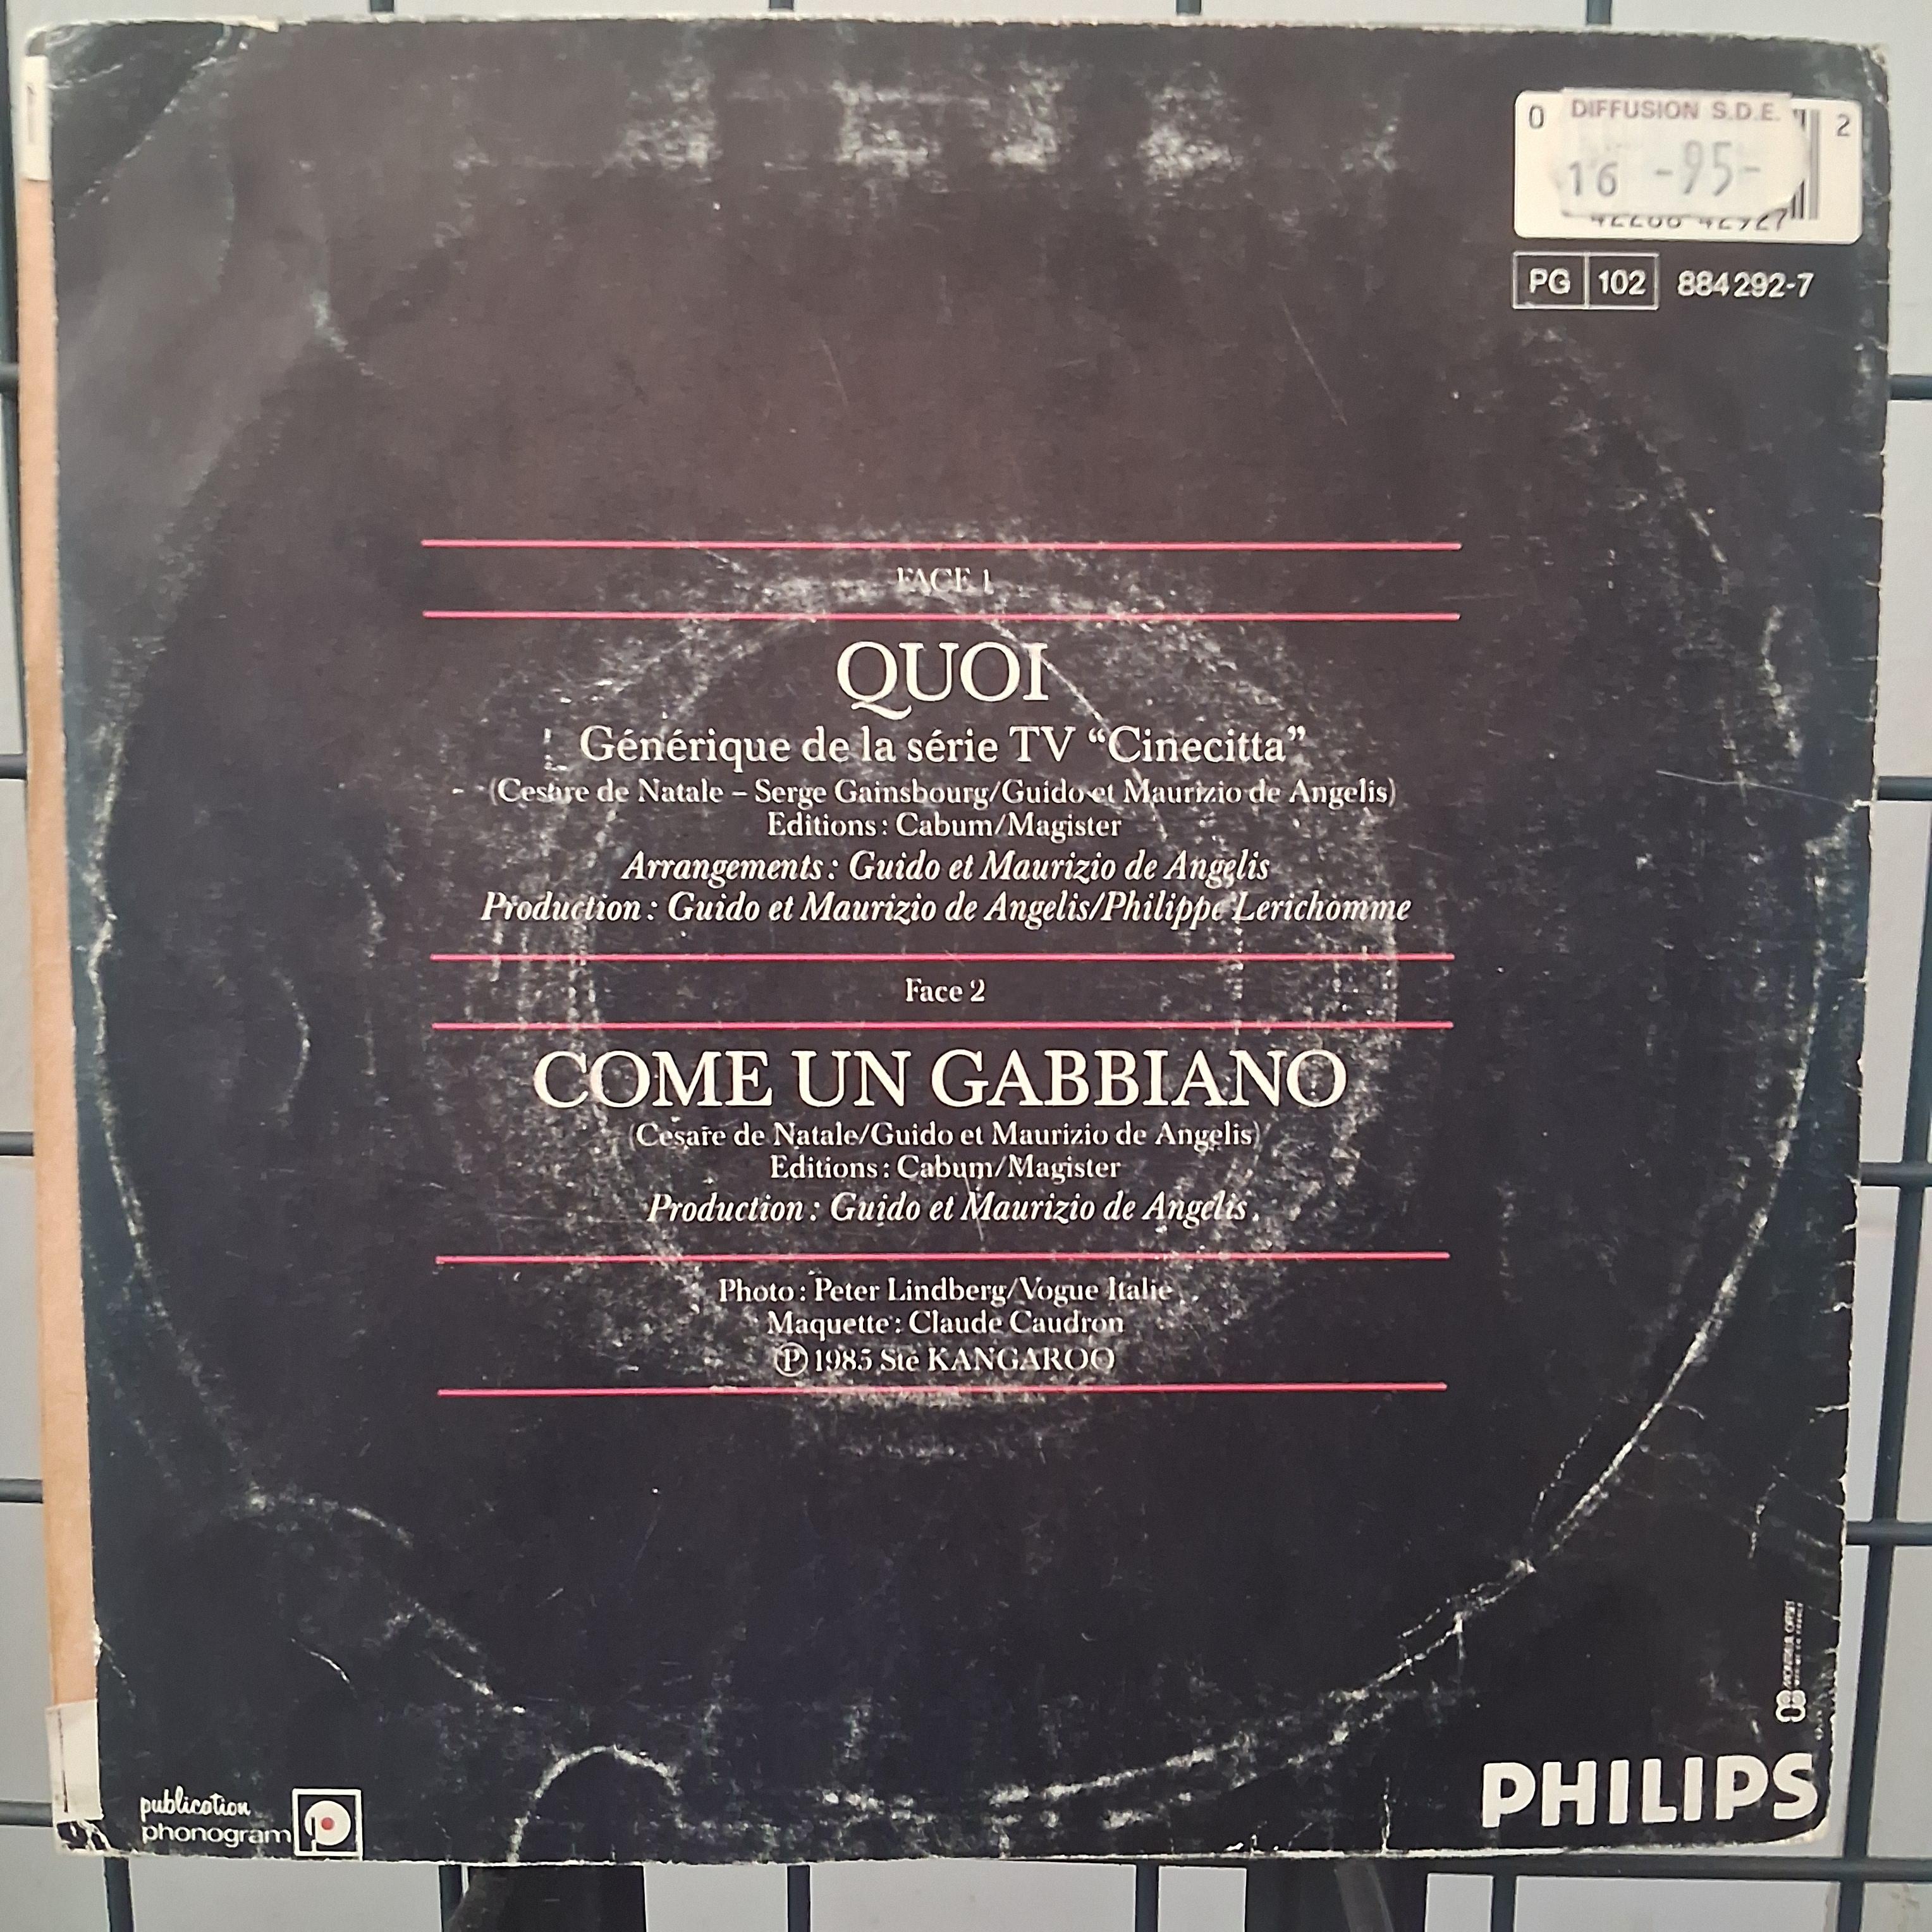 DIFFUSION S.D.E.
0 2
16 -95-
42288 42927
PG 102 884 292-7
FACE 1
QUOI
Générique de la série TV “Cinecitta”
(Cesare de Natale – Serge Gainsbourg/Guido et Maurizio de Angelis)
Editions : Cabum/Magister
Arrangements : Guido et Maurizio de Angelis
Production : Guido et Maurizio de Angelis/Philippe Lerichomme
Face 2
COME UN GABBIANO
(Cesare de Natale/Guido et Maurizio de Angelis)
Editions : Cabum/Magister
Production : Guido et Maurizio de Angelis.
Photo : Peter Lindberg/Vogue Italie
Maquette : Claude Caudron
Ⓟ 1985 Sté KANGAROO
publication
phonogram
PHILIPS